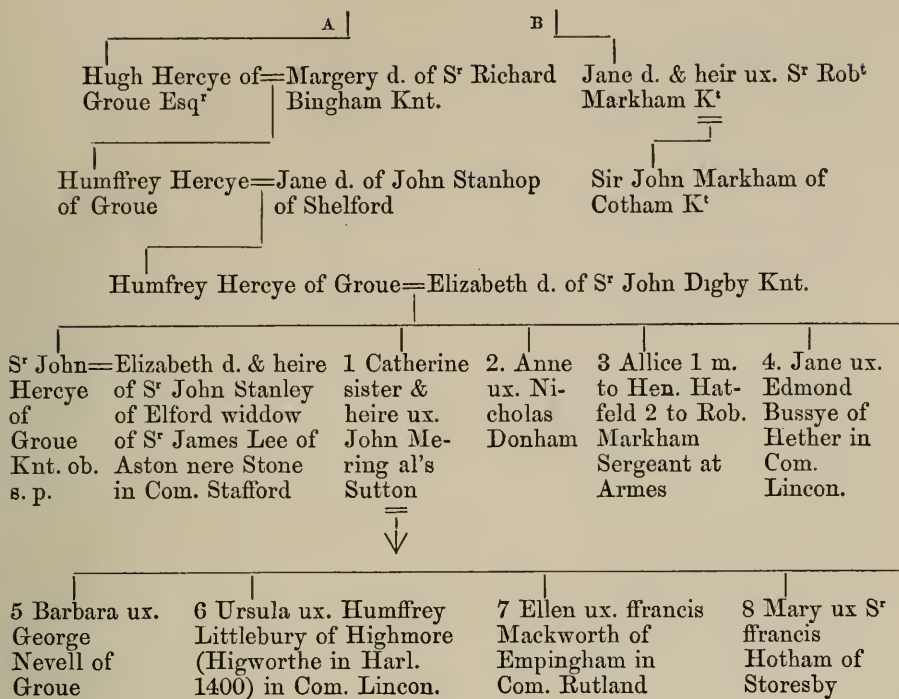 A
B
Hugh Hercye of=Margery d. of Sʳ Richard
Groue Esqʳ
Bingham Knt.
Jane d. & heir ux. Sʳ Robᵗ
Markham Kᵗ
Humffrey Hercye=Jane d. of John Stanhop
of Groue
of Shelford
Sir John Markham of
Cotham Kᵗ
Humfrey Hercye of Groue=Elizabeth d. of Sʳ John Dıgby Knt.
Sʳ John=
Hercye
of
Groue
Knt. ob.
s. p.
Elizabeth d. & heire
of Sʳ John Stanley
of Elford widdow
of Sʳ James Lee of
Aston nere Stone
in Com. Stafford
1 Catherine
sister &
heire ux.
John Me-
ring al's
Sutton
2. Anne
ux. Ni-
cholas
Donham
3 Allice 1 m.
to Hen. Hat-
feld 2 to Rob.
Markham
Sergeant at
Armes
4. Jane ux.
Edmond
Bussye of
Hether in
Com.
Lincon.
5 Barbara ux.
George
Nevell of
Groue
6 Ursula ux. Humffrey
Littlebury of Highmore
(Higworthe in Harl.
1400) in Com. Lincon.
7 Ellen ux. ffrancis
Mackworth of
Empingham in
Com. Rutland
8 Mary ux Sʳ
ffrancis
Hotham of
Storesby